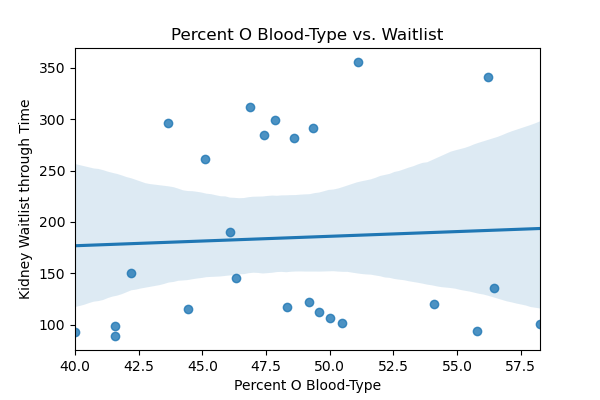 Percent O Blood-Type vs. Waitlist
Kidney Waitlist through Time
350
300
250
200
150
100
40.0 42.5 45.0 47.5 50.0 52.5 55.0 57.5
Percent O Blood-Type